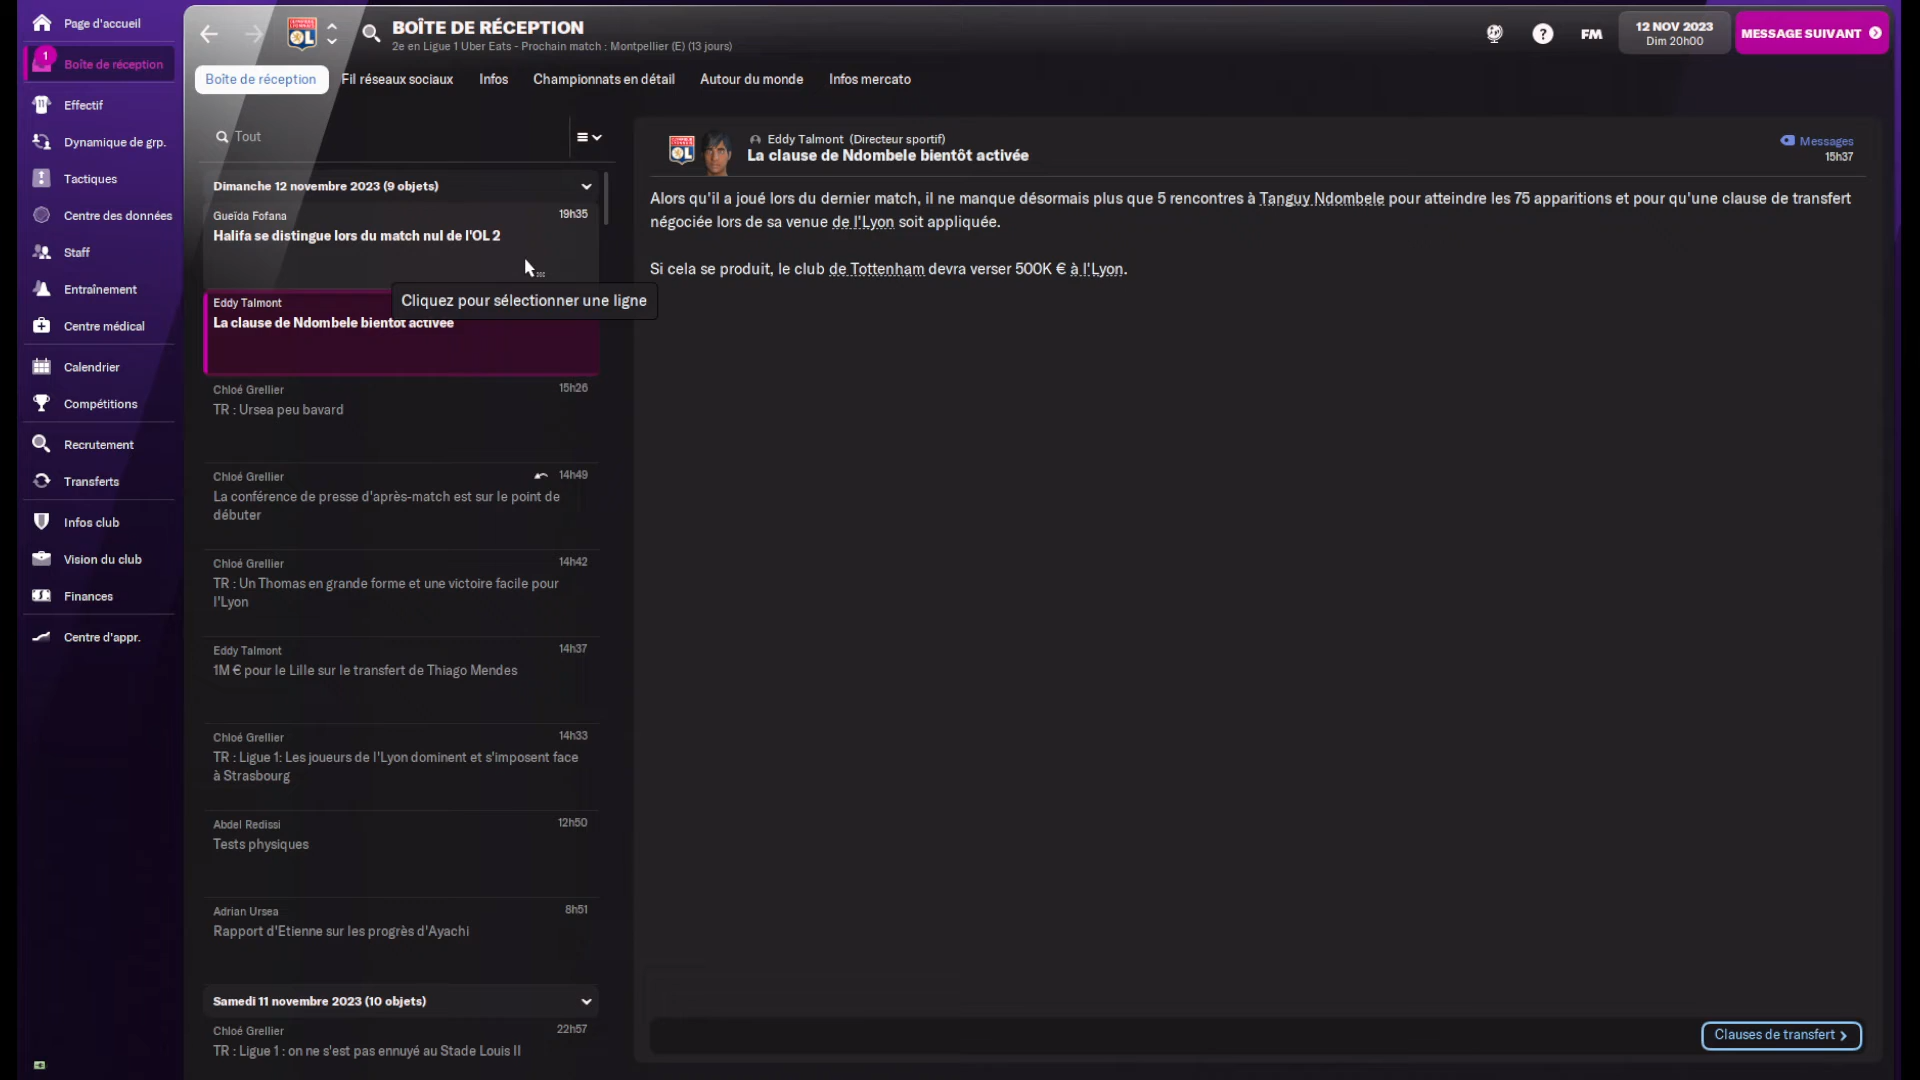 Page d'accueil
1
Boîte de réception
Effectif
Dynamique de grp.
Tactiques
Centre des données
Staff
Entraînement
Centre médical
Calendrier
Compétitions
Recrutement
Transferts
Infos club
Vision du club
Finances
Centre d'appr.
OL
BOÎTE DE RÉCEPTION
2e en Ligue 1 Uber Eats - Prochain match : Montpellier (E) (13 jours)
?
FM
12 NOV 2023
Dim 20h00
MESSAGE SUIVANT
Boîte de réception
Fil réseaux sociaux
Infos
Championnats en détail
Autour du monde
Infos mercato
Tout
Dimanche 12 novembre 2023 (9 objets)
Gueïda Fofana
19h35
Halifa se distingue lors du match nul de l'OL 2
Cliquez pour sélectionner une ligne
Eddy Talmont
La clause de Ndombele bientôt activée
Chloé Grellier
15h26
TR : Ursea peu bavard
Chloé Grellier
14h49
La conférence de presse d'après-match est sur le point de
débuter
Chloé Grellier
14h42
TR : Un Thomas en grande forme et une victoire facile pour
l'Lyon
Eddy Talmont
14h37
1M € pour le Lille sur le transfert de Thiago Mendes
Chloé Grellier
14h33
TR : Ligue 1: Les joueurs de l'Lyon dominent et s'imposent face
à Strasbourg
Abdel Redissi
12h50
Tests physiques
Adrian Ursea
8h51
Rapport d'Etienne sur les progrès d'Ayachi
Samedi 11 novembre 2023 (10 objets)
Chloé Grellier
22h57
TR : Ligue 1 : on ne s'est pas ennuyé au Stade Louis II
OL
Eddy Talmont (Directeur sportif)
La clause de Ndombele bientôt activée
Messages
15h37
Alors qu'il a joué lors du dernier match, il ne manque désormais plus que 5 rencontres à Tanguy Ndombele pour atteindre les 75 apparitions et pour qu'une clause de transfert
négociée lors de sa venue de l'Lyon soit appliquée.
Si cela se produit, le club de Tottenham devra verser 500K € à l'Lyon.
Clauses de transfert